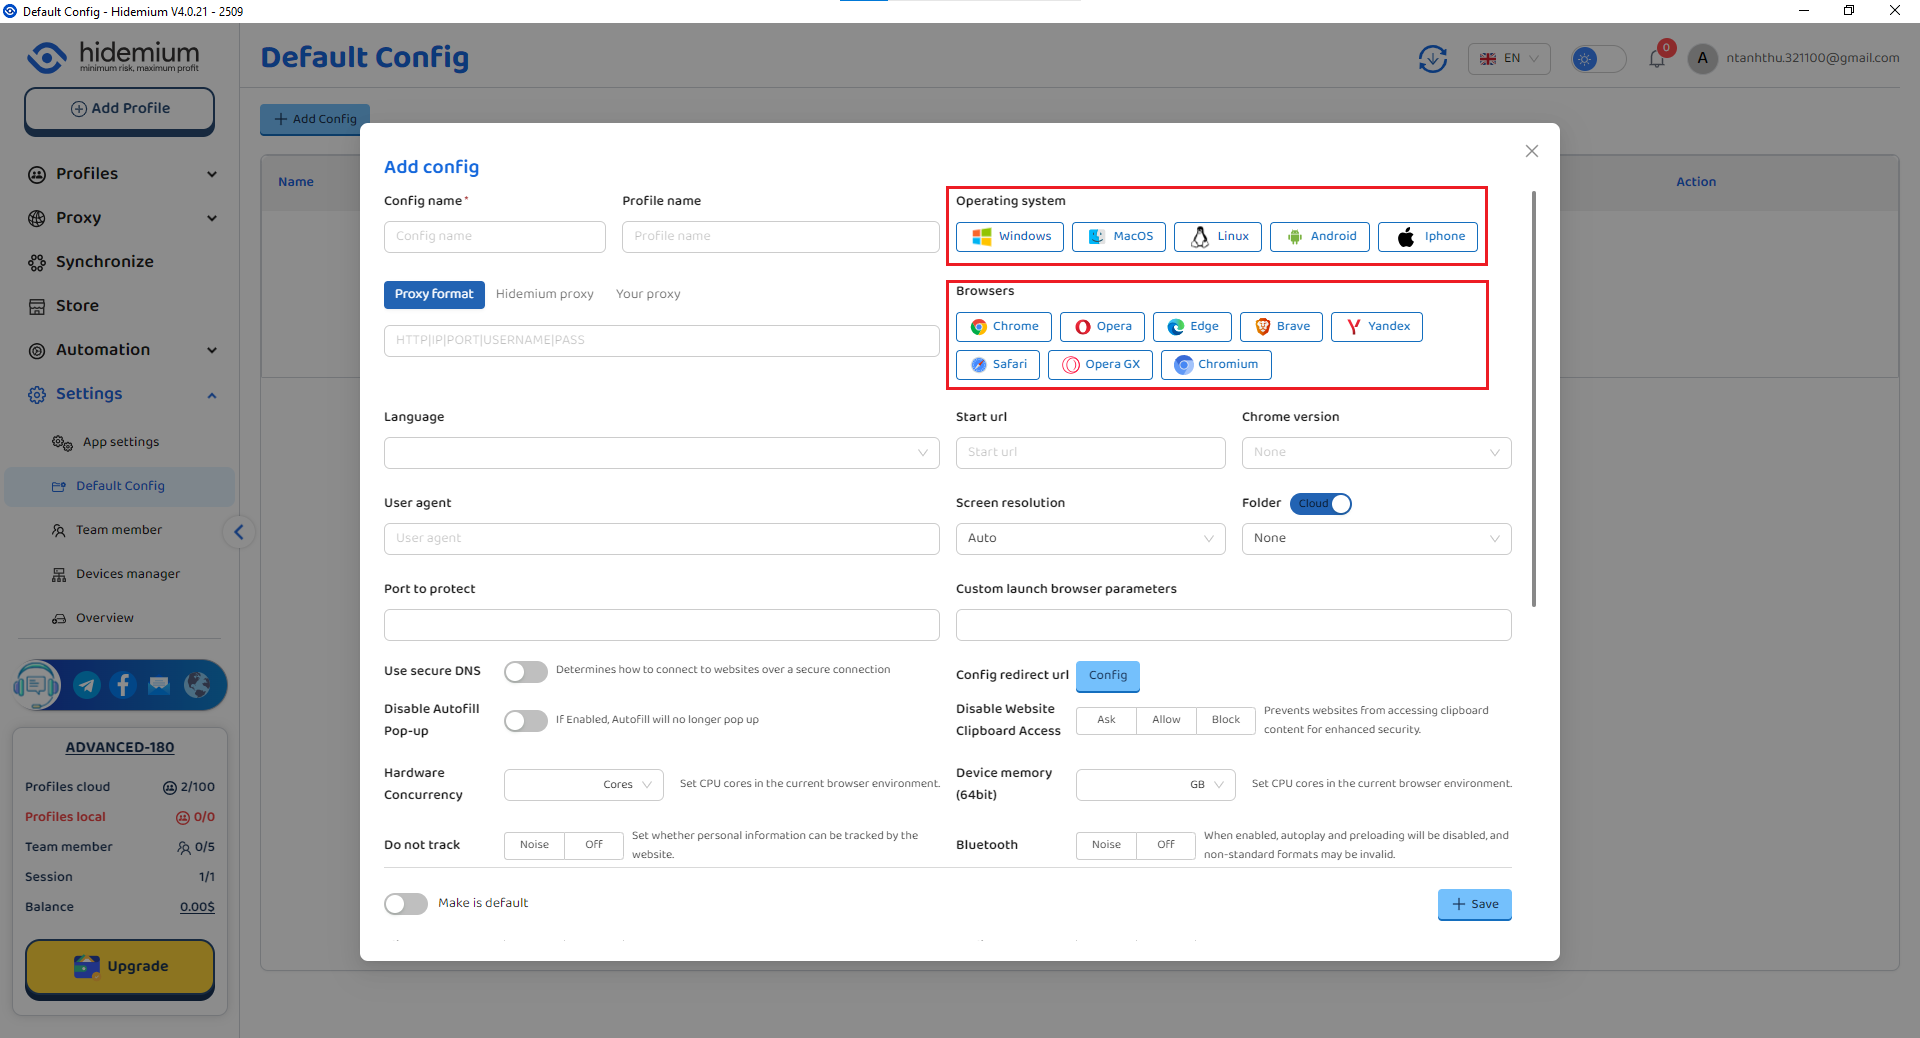 Default Config - Hidemium V4.0.21 - 2509
hidemium
minimum risk, maximum profit
Default Config
EN
0
A
ntanhthu.321100@gmail.com
Add Profile
Profiles
Proxy
Synchronize
Store
Automation
Settings
App settings
Default Config
Team member
Devices manager
Overview
ADVANCED-180
Profiles cloud 2/100
Profiles local 0/0
Team member 0/5
Session 1/1
Balance 0.00$
Upgrade
+ Add Config
Name
Action
Add config
Config name*
Profile name
Operating system
Config name
Profile name
Windows
MacOS
Linux
Android
Iphone
Proxy format
Hidemium proxy
Your proxy
Browsers
HTTP|IP|PORT|USERNAME|PASS
Chrome
Opera
Edge
Brave
Yandex
Safari
Opera GX
Chromium
Language
Start url
Chrome version
Start url
None
User agent
Screen resolution
Folder
Cloud
User agent
Auto
None
Port to protect
Custom launch browser parameters
Use secure DNS
Determines how to connect to websites over a secure connection
Config redirect url
Config
Disable Autofill
Pop-up
If Enabled, Autofill will no longer pop up
Disable Website
Clipboard Access
Ask
Allow
Block
Prevents websites from accessing clipboard
content for enhanced security.
Hardware
Concurrency
Cores
Set CPU cores in the current browser environment.
Device memory
(64bit)
GB
Set CPU cores in the current browser environment.
Do not track
Noise
Off
Set whether personal information can be tracked by the
website.
Bluetooth
Noise
Off
When enabled, autoplay and preloading will be disabled, and
non-standard formats may be invalid.
Make is default
+ Save